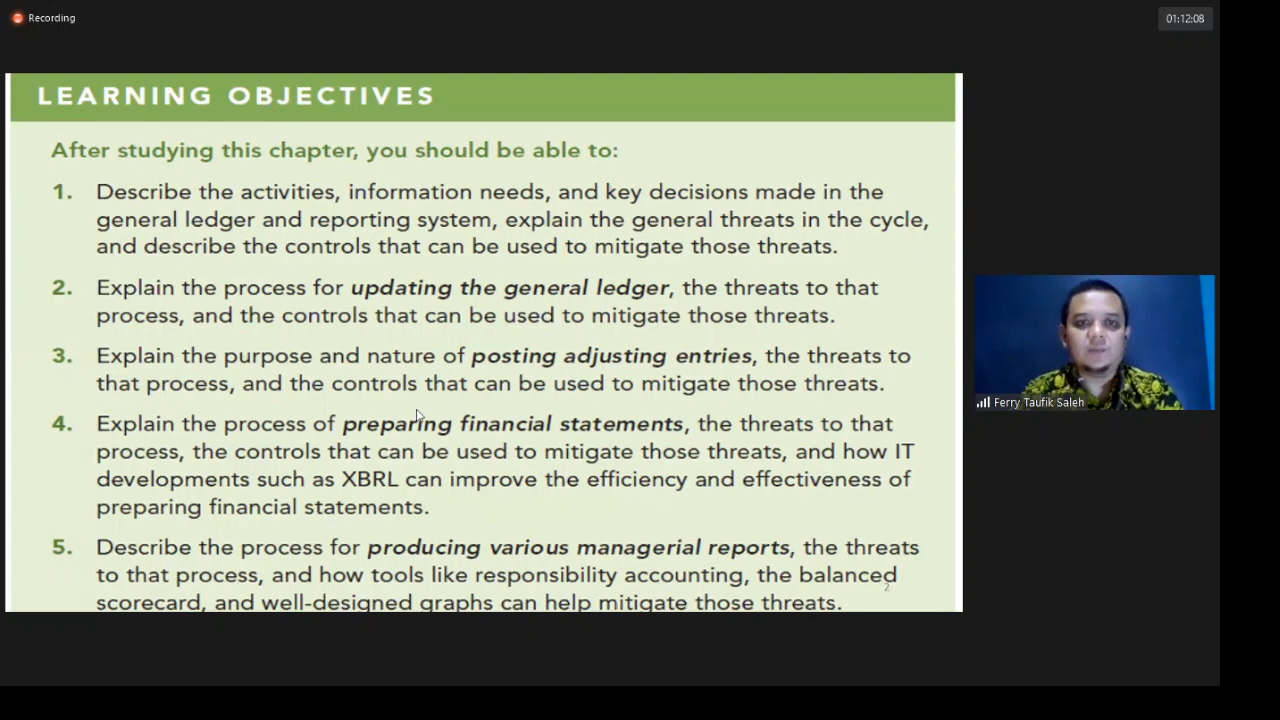 Recording
01:12:08
LEARNING OBJECTIVES
After studying this chapter, you should be able to:
1. Describe the activities, information needs, and key decisions made in the
general ledger and reporting system, explain the general threats in the cycle,
and describe the controls that can be used to mitigate those threats.
2. Explain the process for updating the general ledger, the threats to that
process, and the controls that can be used to mitigate those threats.
3. Explain the purpose and nature of posting adjusting entries, the threats to
that process, and the controls that can be used to mitigate those threats.
4. Explain the process of preparing financial statements, the threats to that
process, the controls that can be used to mitigate those threats, and how IT
developments such as XBRL can improve the efficiency and effectiveness of
preparing financial statements.
5. Describe the process for producing various managerial reports, the threats
to that process, and how tools like responsibility accounting, the balanced
scorecard, and well-designed graphs can help mitigate those threats.
2
Ferry Taufik Saleh